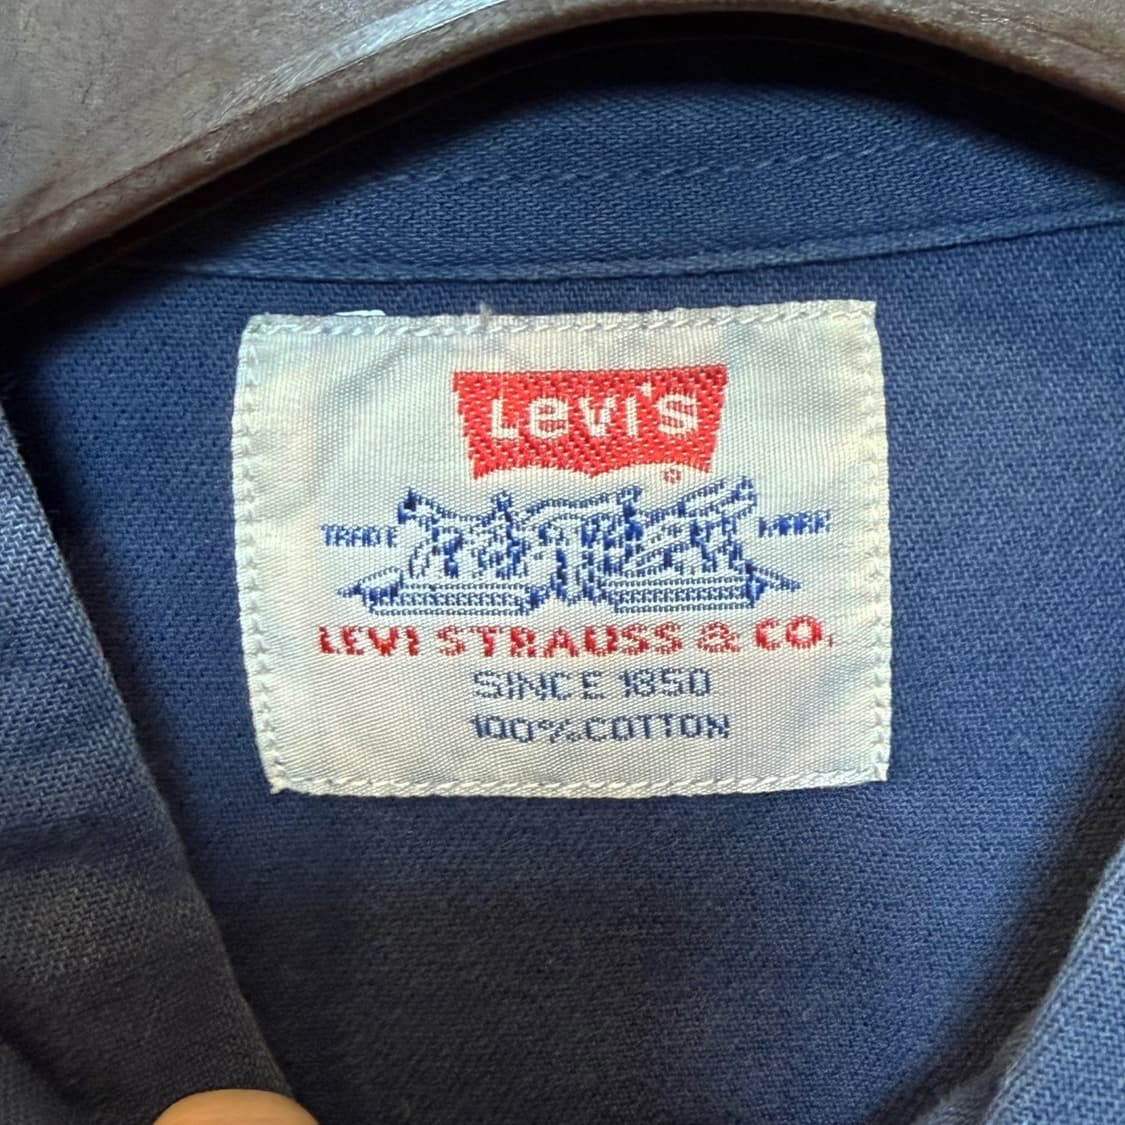 Levi's
®
TRADE MARK
LEVI STRAUSS & CO.
SINCE 1850
100% COTTON